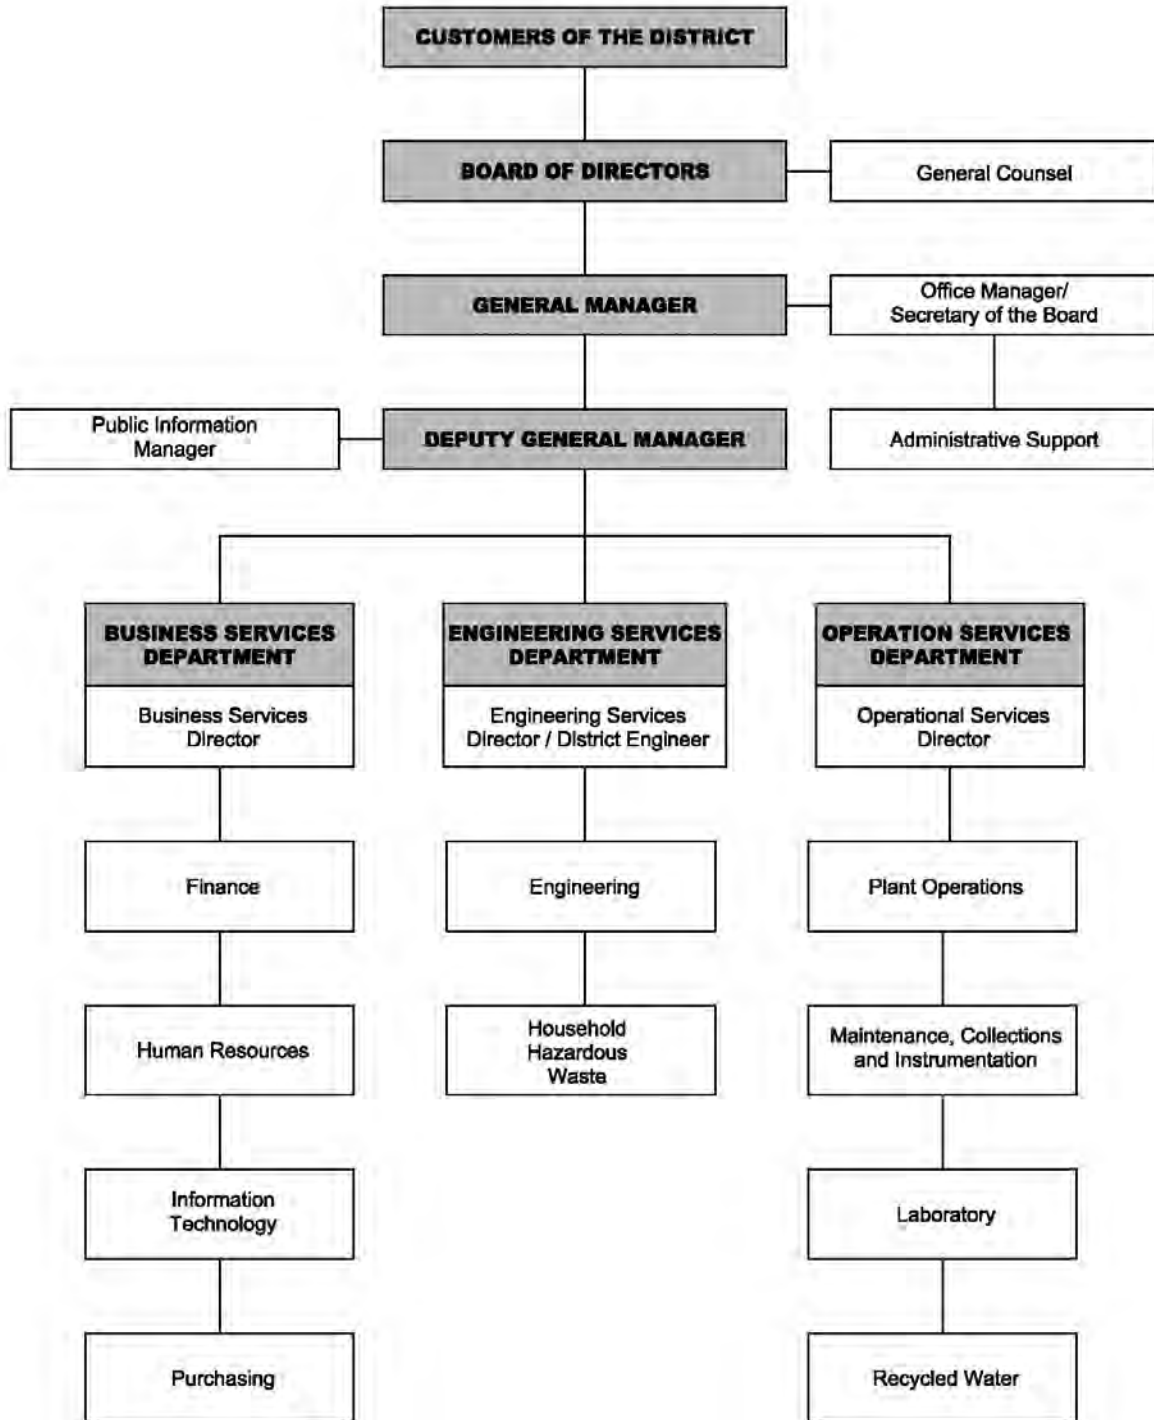 CUSTOMERS OF THE DISTRICT
BOARD OF DIRECTORS
General Counsel
GENERAL MANAGER
Office Manager/
Secretary of the Board
Public Information
Manager
DEPUTY GENERAL MANAGER
Administrative Support
BUSINESS SERVICES
DEPARTMENT
ENGINEERING SERVICES
DEPARTMENT
OPERATION SERVICES
DEPARTMENT
Business Services
Director
Engineering Services
Director / District Engineer
Operational Services
Director
Finance
Engineering
Plant Operations
Human Resources
Household
Hazardous
Waste
Maintenance, Collections
and Instrumentation
Information
Technology
Laboratory
Purchasing
Recycled Water